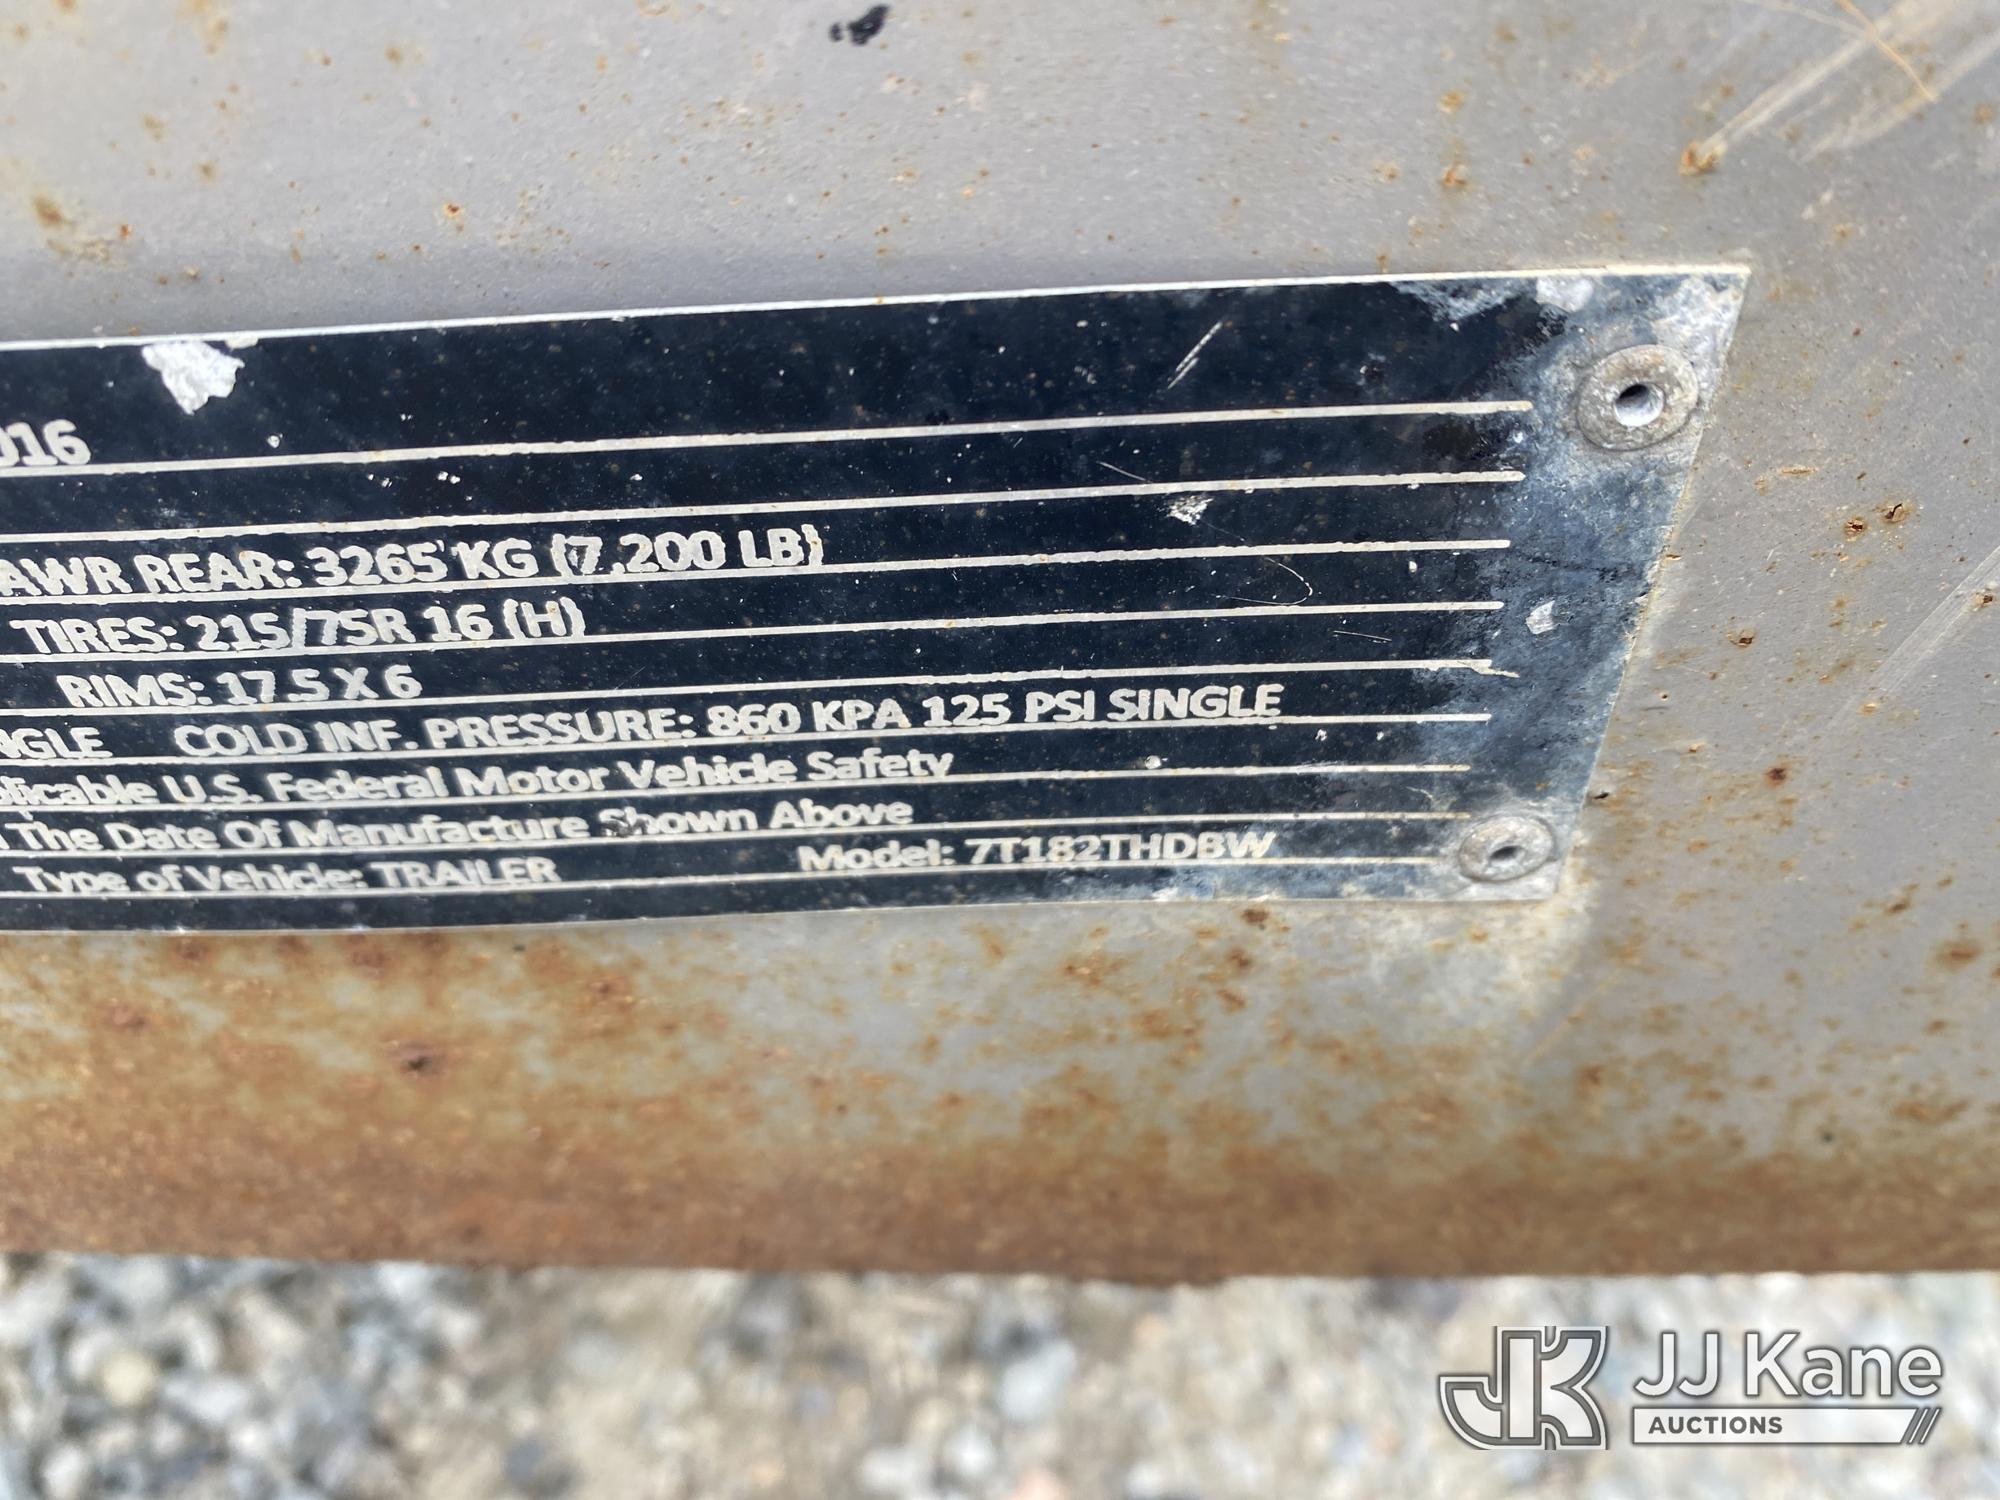 016
AWR REAR: 3265 KG (7,200 LB)
TIRES: 215/75R 16 (H)
RIMS: 17.5 X 6
NGLE COLD INF. PRESSURE: 860 KPA 125 PSI SINGLE
plicable U.S. Federal Motor Vehicle Safety
n The Date Of Manufacture Shown Above
Type of Vehicle: TRAILER Model: 7T182THDBW
JK JJ Kane
AUCTIONS